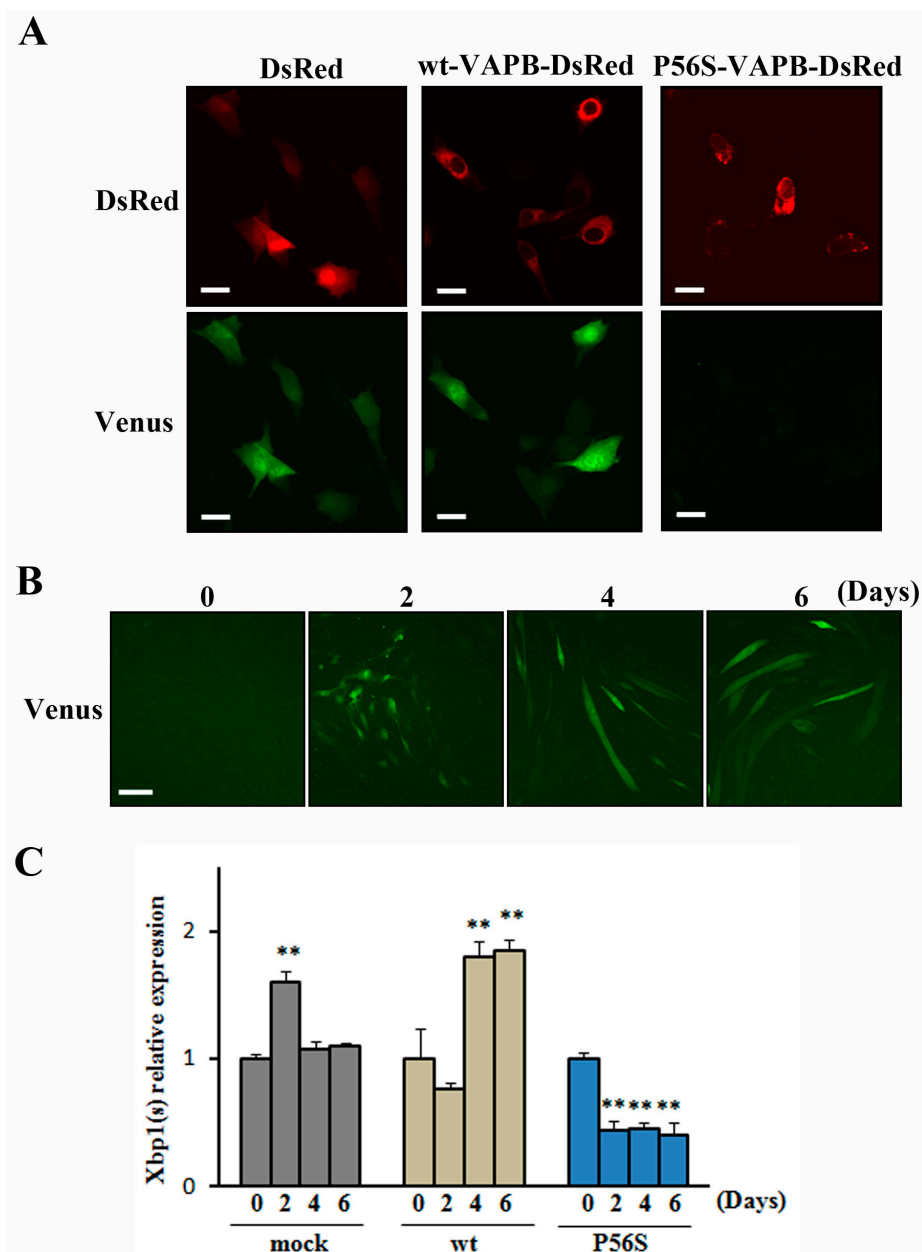 A
DsRed wt-VAPB-DsRed P56S-VAPB-DsRed
DsRed
Venus
B
0 2 4 6 (Days)
Venus
C
Xbp1(s) relative expression
2
1
0
** ** ** ** ** **
0 2 4 6 0 2 4 6 0 2 4 6 (Days)
mock wt P56S